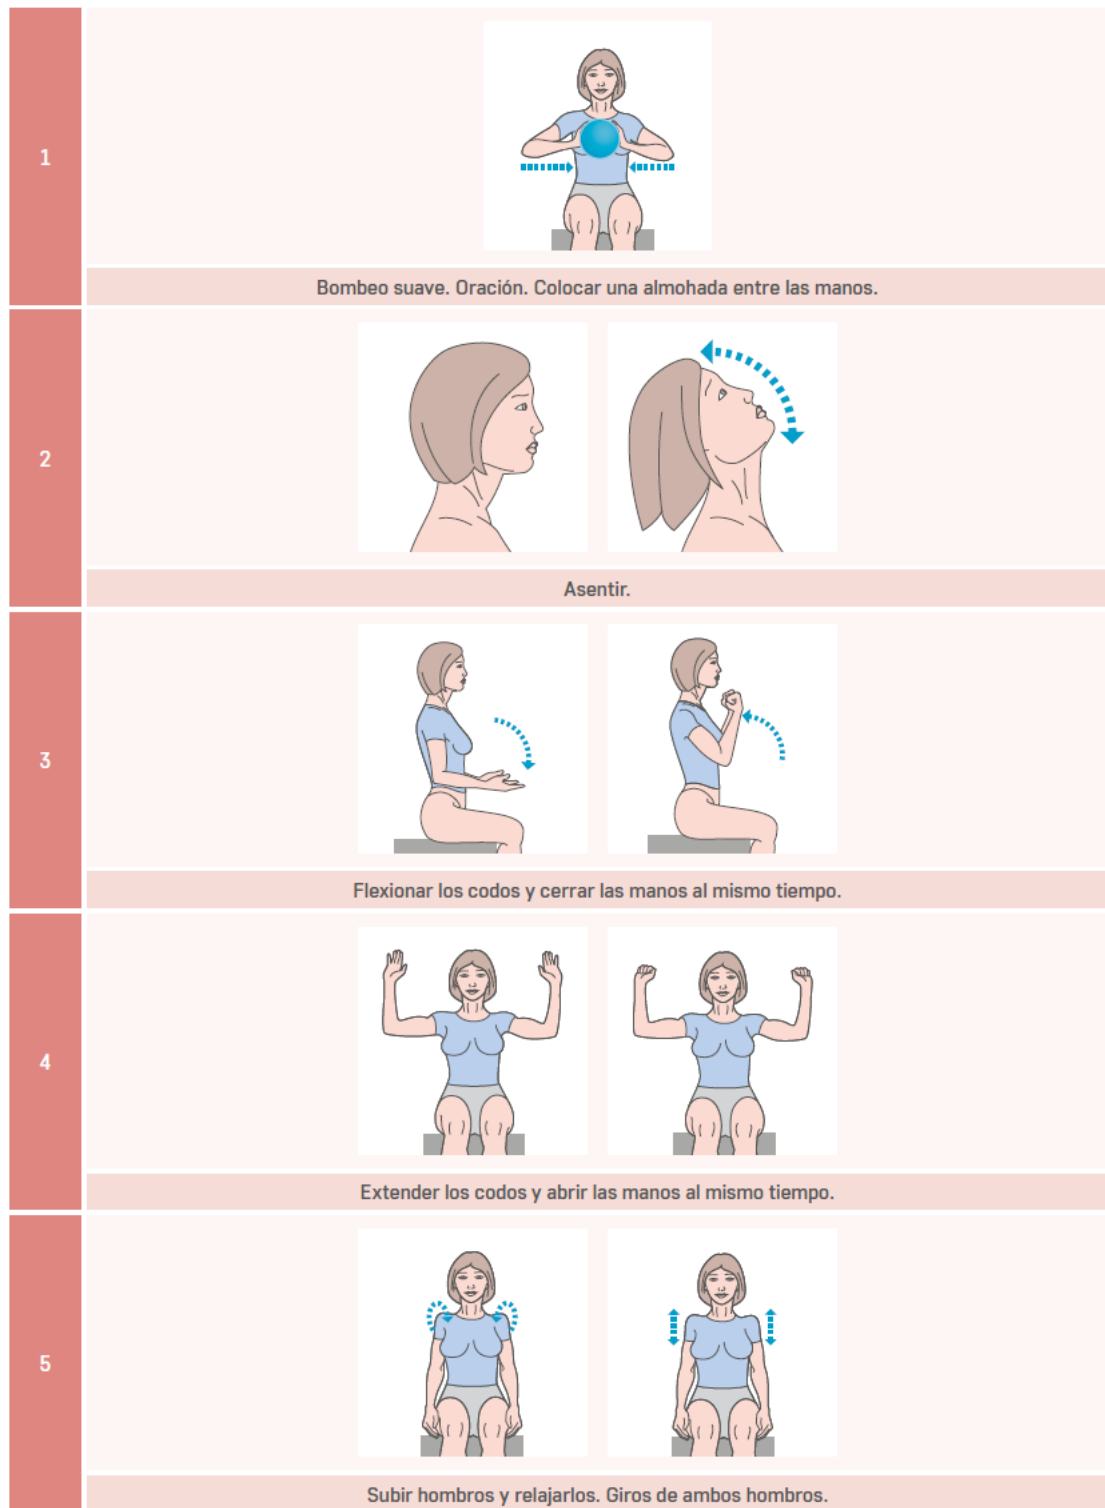 1
Bombeo suave. Oración. Colocar una almohada entre las manos.
2
Asentir.
3
Flexionar los codos y cerrar las manos al mismo tiempo.
4
Extender los codos y abrir las manos al mismo tiempo.
5
Subir hombros y relajarlos. Giros de ambos hombros.